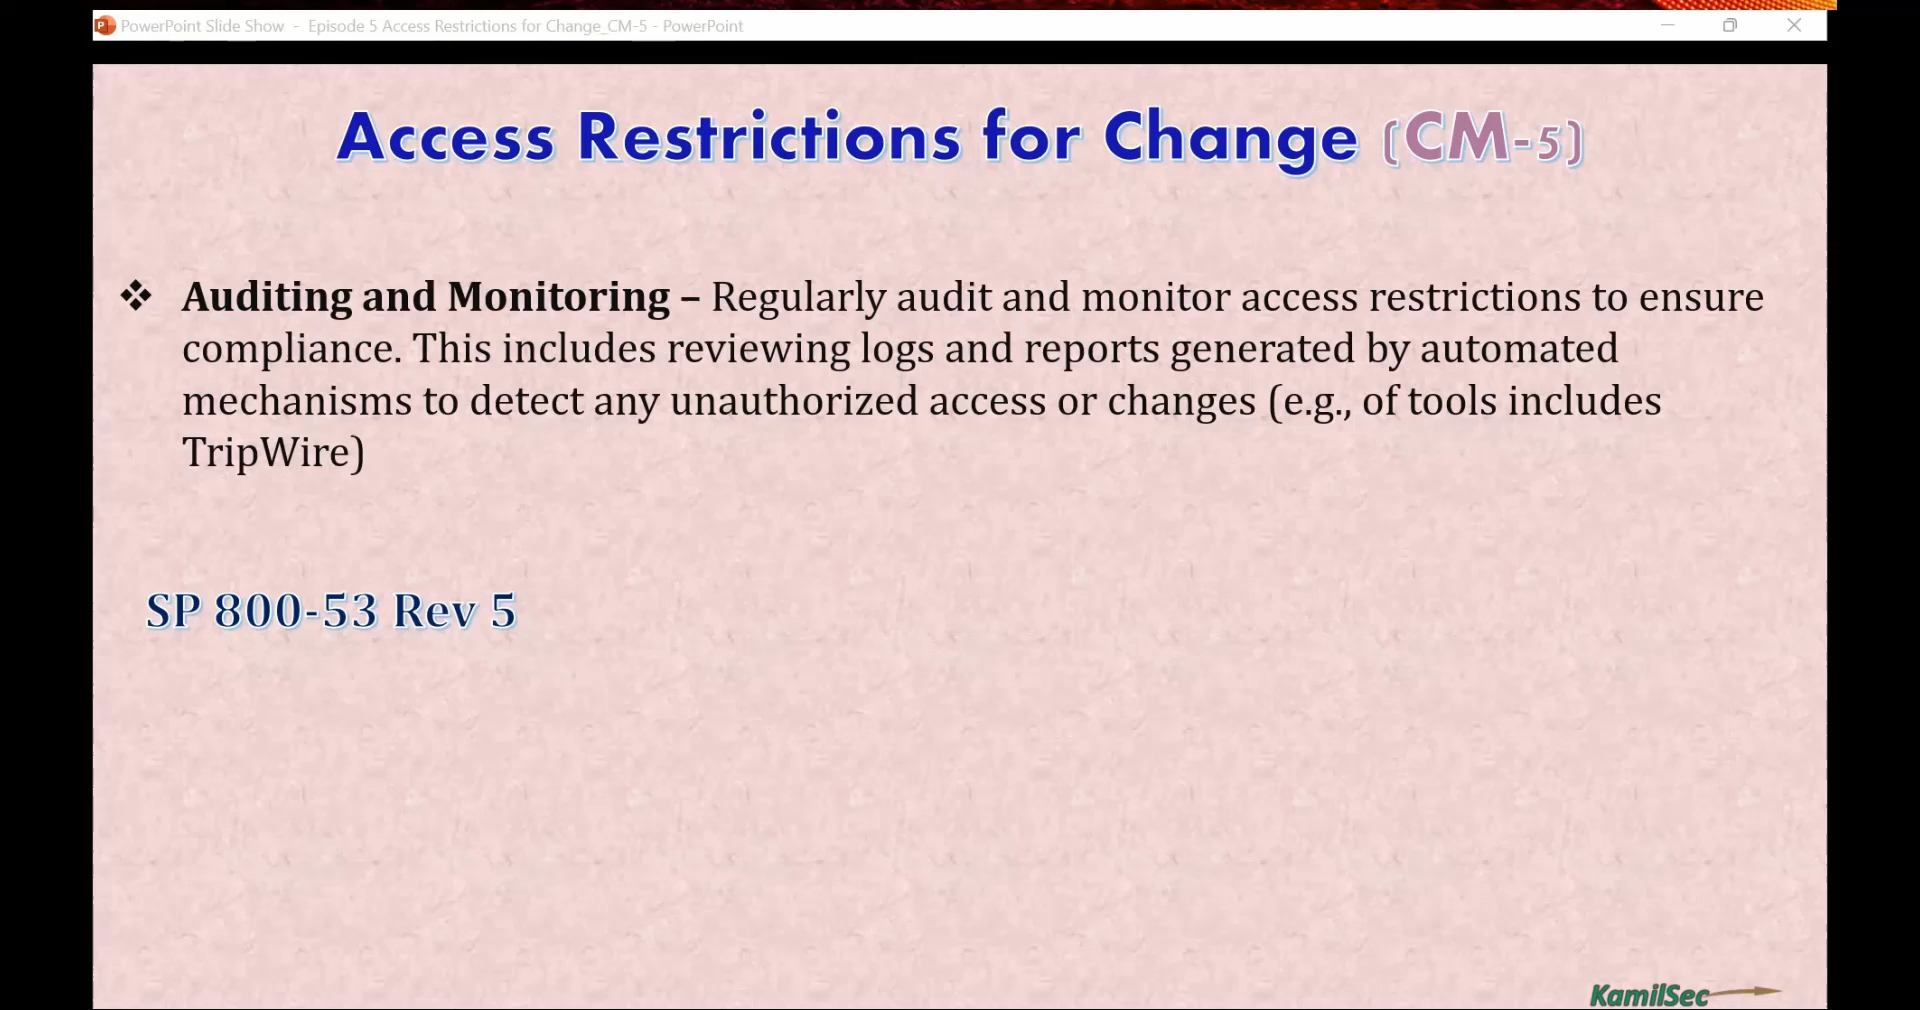 PowerPoint Slide Show - Episode 5 Access Restrictions for Change_CM-5 - PowerPoint
Access Restrictions for Change (CM-5)
❖ Auditing and Monitoring – Regularly audit and monitor access restrictions to ensure
compliance. This includes reviewing logs and reports generated by automated
mechanisms to detect any unauthorized access or changes (e.g., of tools includes
TripWire)
SP 800-53 Rev 5
KamilSec